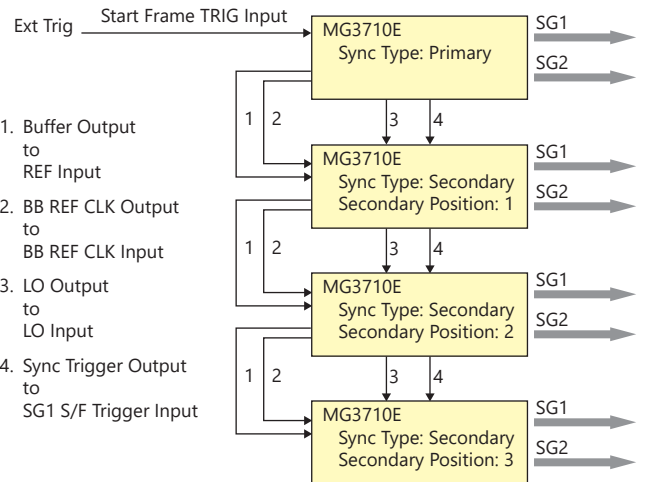 Ext Trig
Start Frame TRIG Input
MG3710E
Sync Type: Primary
SG1
SG2
1 2 3 4
1. Buffer Output
to
REF Input
2. BB REF CLK Output
to
BB REF CLK Input
3. LO Output
to
LO Input
4. Sync Trigger Output
to
SG1 S/F Trigger Input
MG3710E
Sync Type: Secondary
Secondary Position: 1
SG1
SG2
1 2 3 4
MG3710E
Sync Type: Secondary
Secondary Position: 2
SG1
SG2
1 2 3 4
MG3710E
Sync Type: Secondary
Secondary Position: 3
SG1
SG2